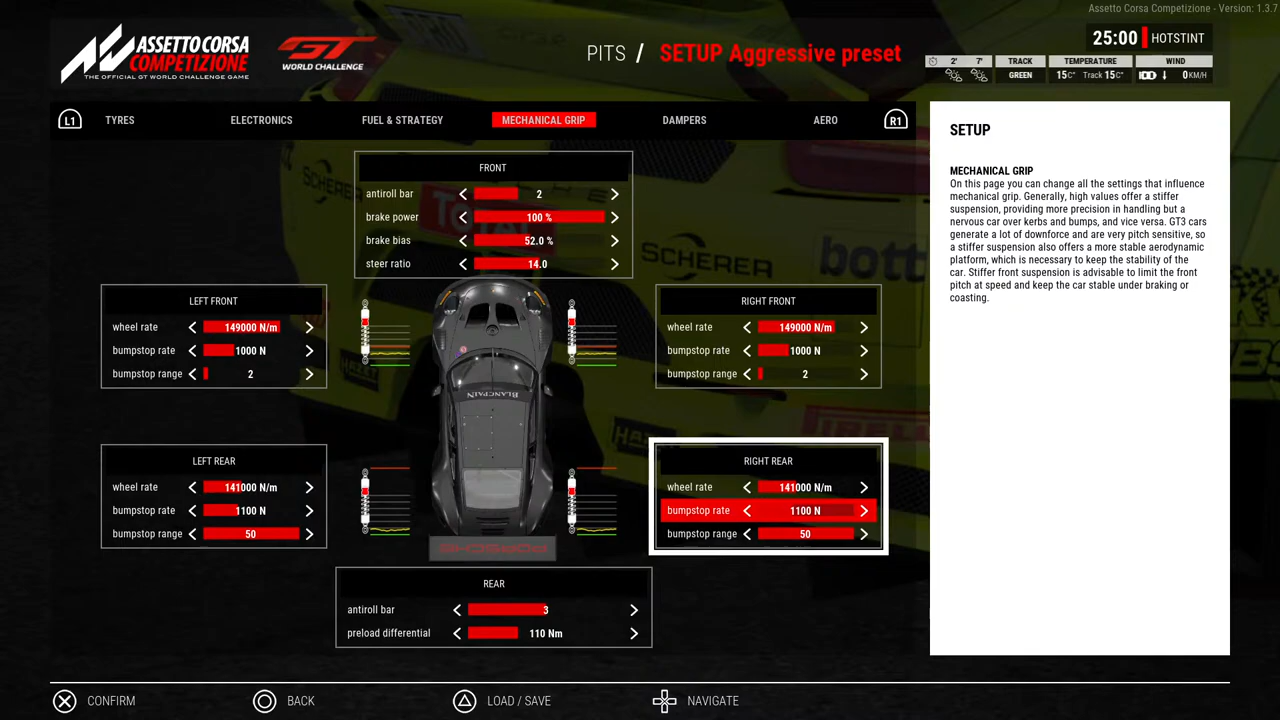 Assetto Corsa Competizione - Version: 1.3.7
ASSETTO CORSA
COMPETIZIONE
THE OFFICIAL GT WORLD CHALLENGE GAME
GT
WORLD CHALLENGE
PITS / SETUP Aggressive preset
25:00 HOTSTINT
2' 7' TRACK TEMPERATURE WIND
GREEN 15C° Track 15C° 0KM/H
L1 TYRES ELECTRONICS FUEL & STRATEGY MECHANICAL GRIP DAMPERS AERO R1
FRONT
antiroll bar 2
brake power 100 %
brake bias 52.0 %
steer ratio 14.0
LEFT FRONT
wheel rate 149000 N/m
bumpstop rate 1000 N
bumpstop range 2
RIGHT FRONT
wheel rate 149000 N/m
bumpstop rate 1000 N
bumpstop range 2
BLANCPAIN
LEFT REAR
wheel rate 141000 N/m
bumpstop rate 1100 N
bumpstop range 50
RIGHT REAR
wheel rate 141000 N/m
bumpstop rate 1100 N
bumpstop range 50
PORSCHE
REAR
antiroll bar 3
preload differential 110 Nm
SETUP
MECHANICAL GRIP
On this page you can change all the settings that influence
mechanical grip. Generally, high values offer a stiffer
suspension, providing more precision in handling but a
nervous car over kerbs and bumps, and vice versa. GT3 cars
generate a lot of downforce and are very pitch sensitive, so
a stiffer suspension also offers a more stable aerodynamic
platform, which is necessary to keep the stability of the
car. Stiffer front suspension is advisable to limit the front
pitch at speed and keep the car stable under braking or
coasting.
SCHERER
SCHERER
bott
PIRELLI
CONFIRM BACK LOAD / SAVE NAVIGATE